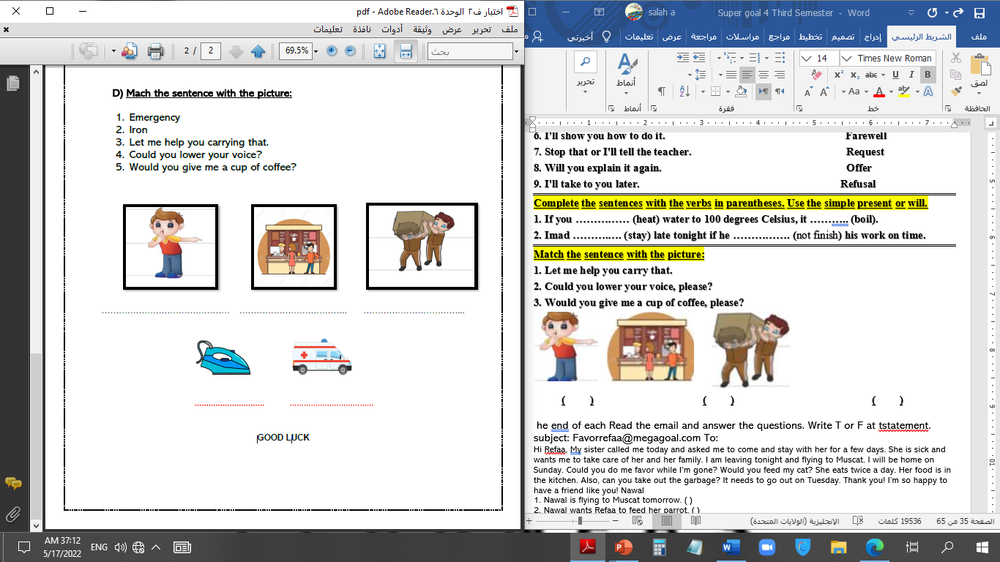 اختبار ف٢ الوحدة ٦.pdf - Adobe Reader
ملف تحرير عرض وثيقة أدوات نافذة تعليمات
2 / 2
69.5%
بحث
D) Mach the sentence with the picture:
1. Emergency
2. Iron
3. Let me help you carrying that.
4. Could you lower your voice?
5. Would you give me a cup of coffee?
................................................ ........................................ ......................................
............................ ..................................
GOOD LUCK
salah a
Super goal 4 Third Semester - Word
ملف
الشريط الرئيسي
إدراج
تصميم
تخطيط
مراجع
مراسلات
مراجعة
عرض
تعليمات
أخبرني
لصق
14
Times New Roman
B I U abc x₂ x²
A Aa A A A
أنماط
تحرير
الحافظة
خط
فقرة
أنماط
1 2 3 4 5 6 7
6. I'll show you how to do it. Farewell
7. Stop that or I'll tell the teacher. Request
8. Will you explain it again. Offer
9. I'll take to you later. Refusal
Complete the sentences with the verbs in parentheses. Use the simple present or will.
1. If you …………… (heat) water to 100 degrees Celsius, it ……….. (boil).
2. Imad …………. (stay) late tonight if he ……………. (not finish) his work on time.
Match the sentence with the picture:
1. Let me help you carry that.
2. Could you lower your voice, please?
3. Would you give me a cup of coffee, please?
( ) ( ) ( )
he end of each Read the email and answer the questions. Write T or F at tstatement.
subject: Favorrefaa@megagoal.com To:
Hi Refaa, My sister called me today and asked me to come and stay with her for a few days. She is sick and
wants me to take care of her and her family. I am leaving tonight and flying to Muscat. I will be home on
Sunday. Could you do me favor while I'm gone? Would you feed my cat? She eats twice a day. Her food is in
the kitchen. Also, can you take out the garbage? It needs to go out on Tuesday. Thank you! I'm so happy to
have a friend like you! Nawal
1. Nawal is flying to Muscat tomorrow. ( )
2. Nawal wants Refaa to feed her parrot. ( )
الصفحة 35 من 65
19536 كلمات
الإنجليزية (الولايات المتحدة)
AM 37:12
5/17/2022
ENG